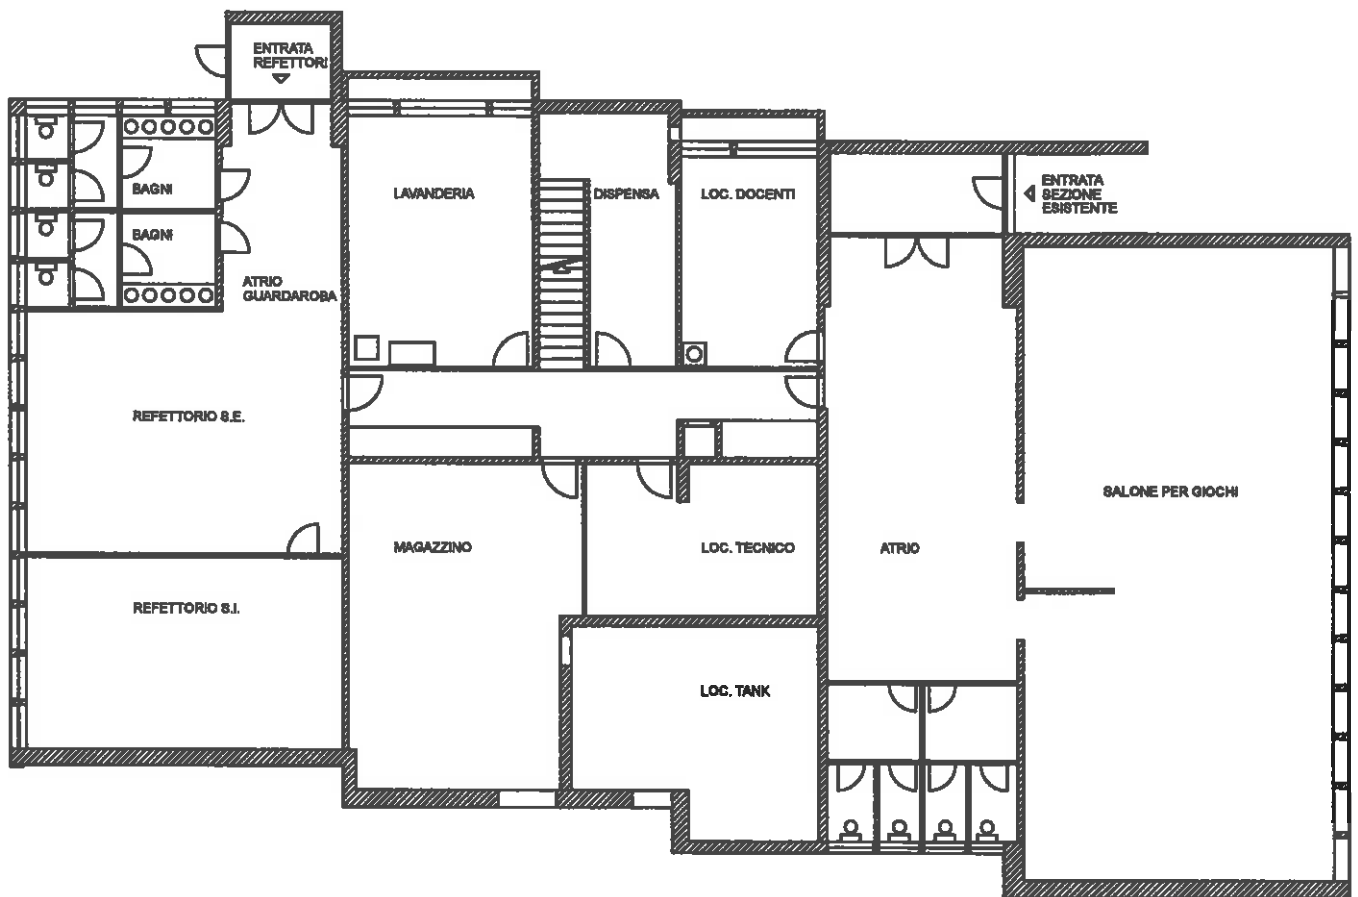 ENTRATA
REFETTORI
BAGNI
LAVANDERIA
DISPENSA
LOC. DOCENTI
ENTRATA
SEZIONE
ESISTENTE
BAGNI
ATRIO
GUARDAROBA
REFETTORIO S.E.
SALONE PER GIOCHI
MAGAZZINO
LOC. TECNICO
ATRIO
REFETTORIO S.I.
LOC. TANK